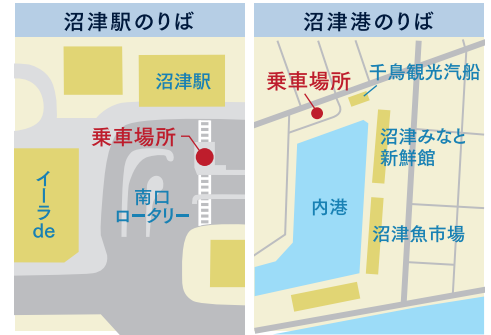 沼津駅のりば
沼津駅
乗車場所
イーラ
de
南口
ロータリー
沼津港のりば
千鳥観光汽船
乗車場所
沼津みなと
新鮮館
内港
沼津魚市場